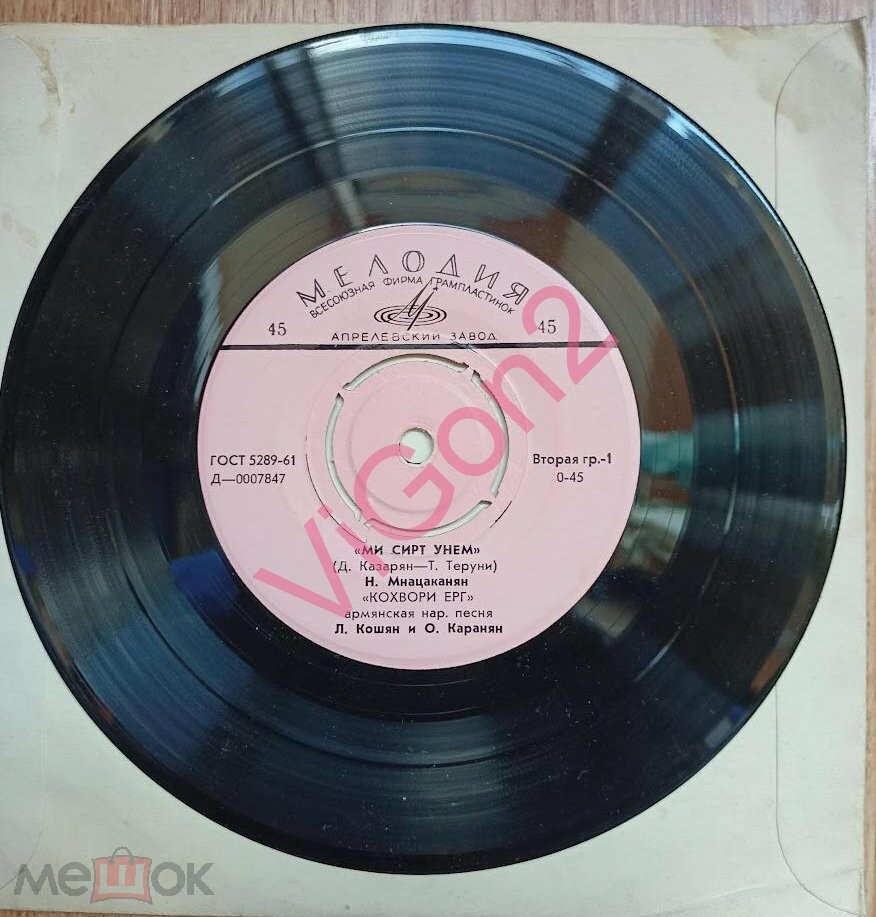 МЕЛОДИЯ
ВСЕСОЮЗНАЯ ФИРМА ГРАМПЛАСТИНОК
45 45
АПРЕЛЕВСКИЙ ЗАВОД
ГОСТ 5289-61 Вторая гр.-1
Д—0007847 0-45
«МИ СИРТ УНЕМ»
(Д. Казарян—Т. Теруни)
Н. Мнацаканян
«КОХВОРИ ЕРГ»
армянская нар. песня
Л. Кошян и О. Каранян
ViGon2
мешок